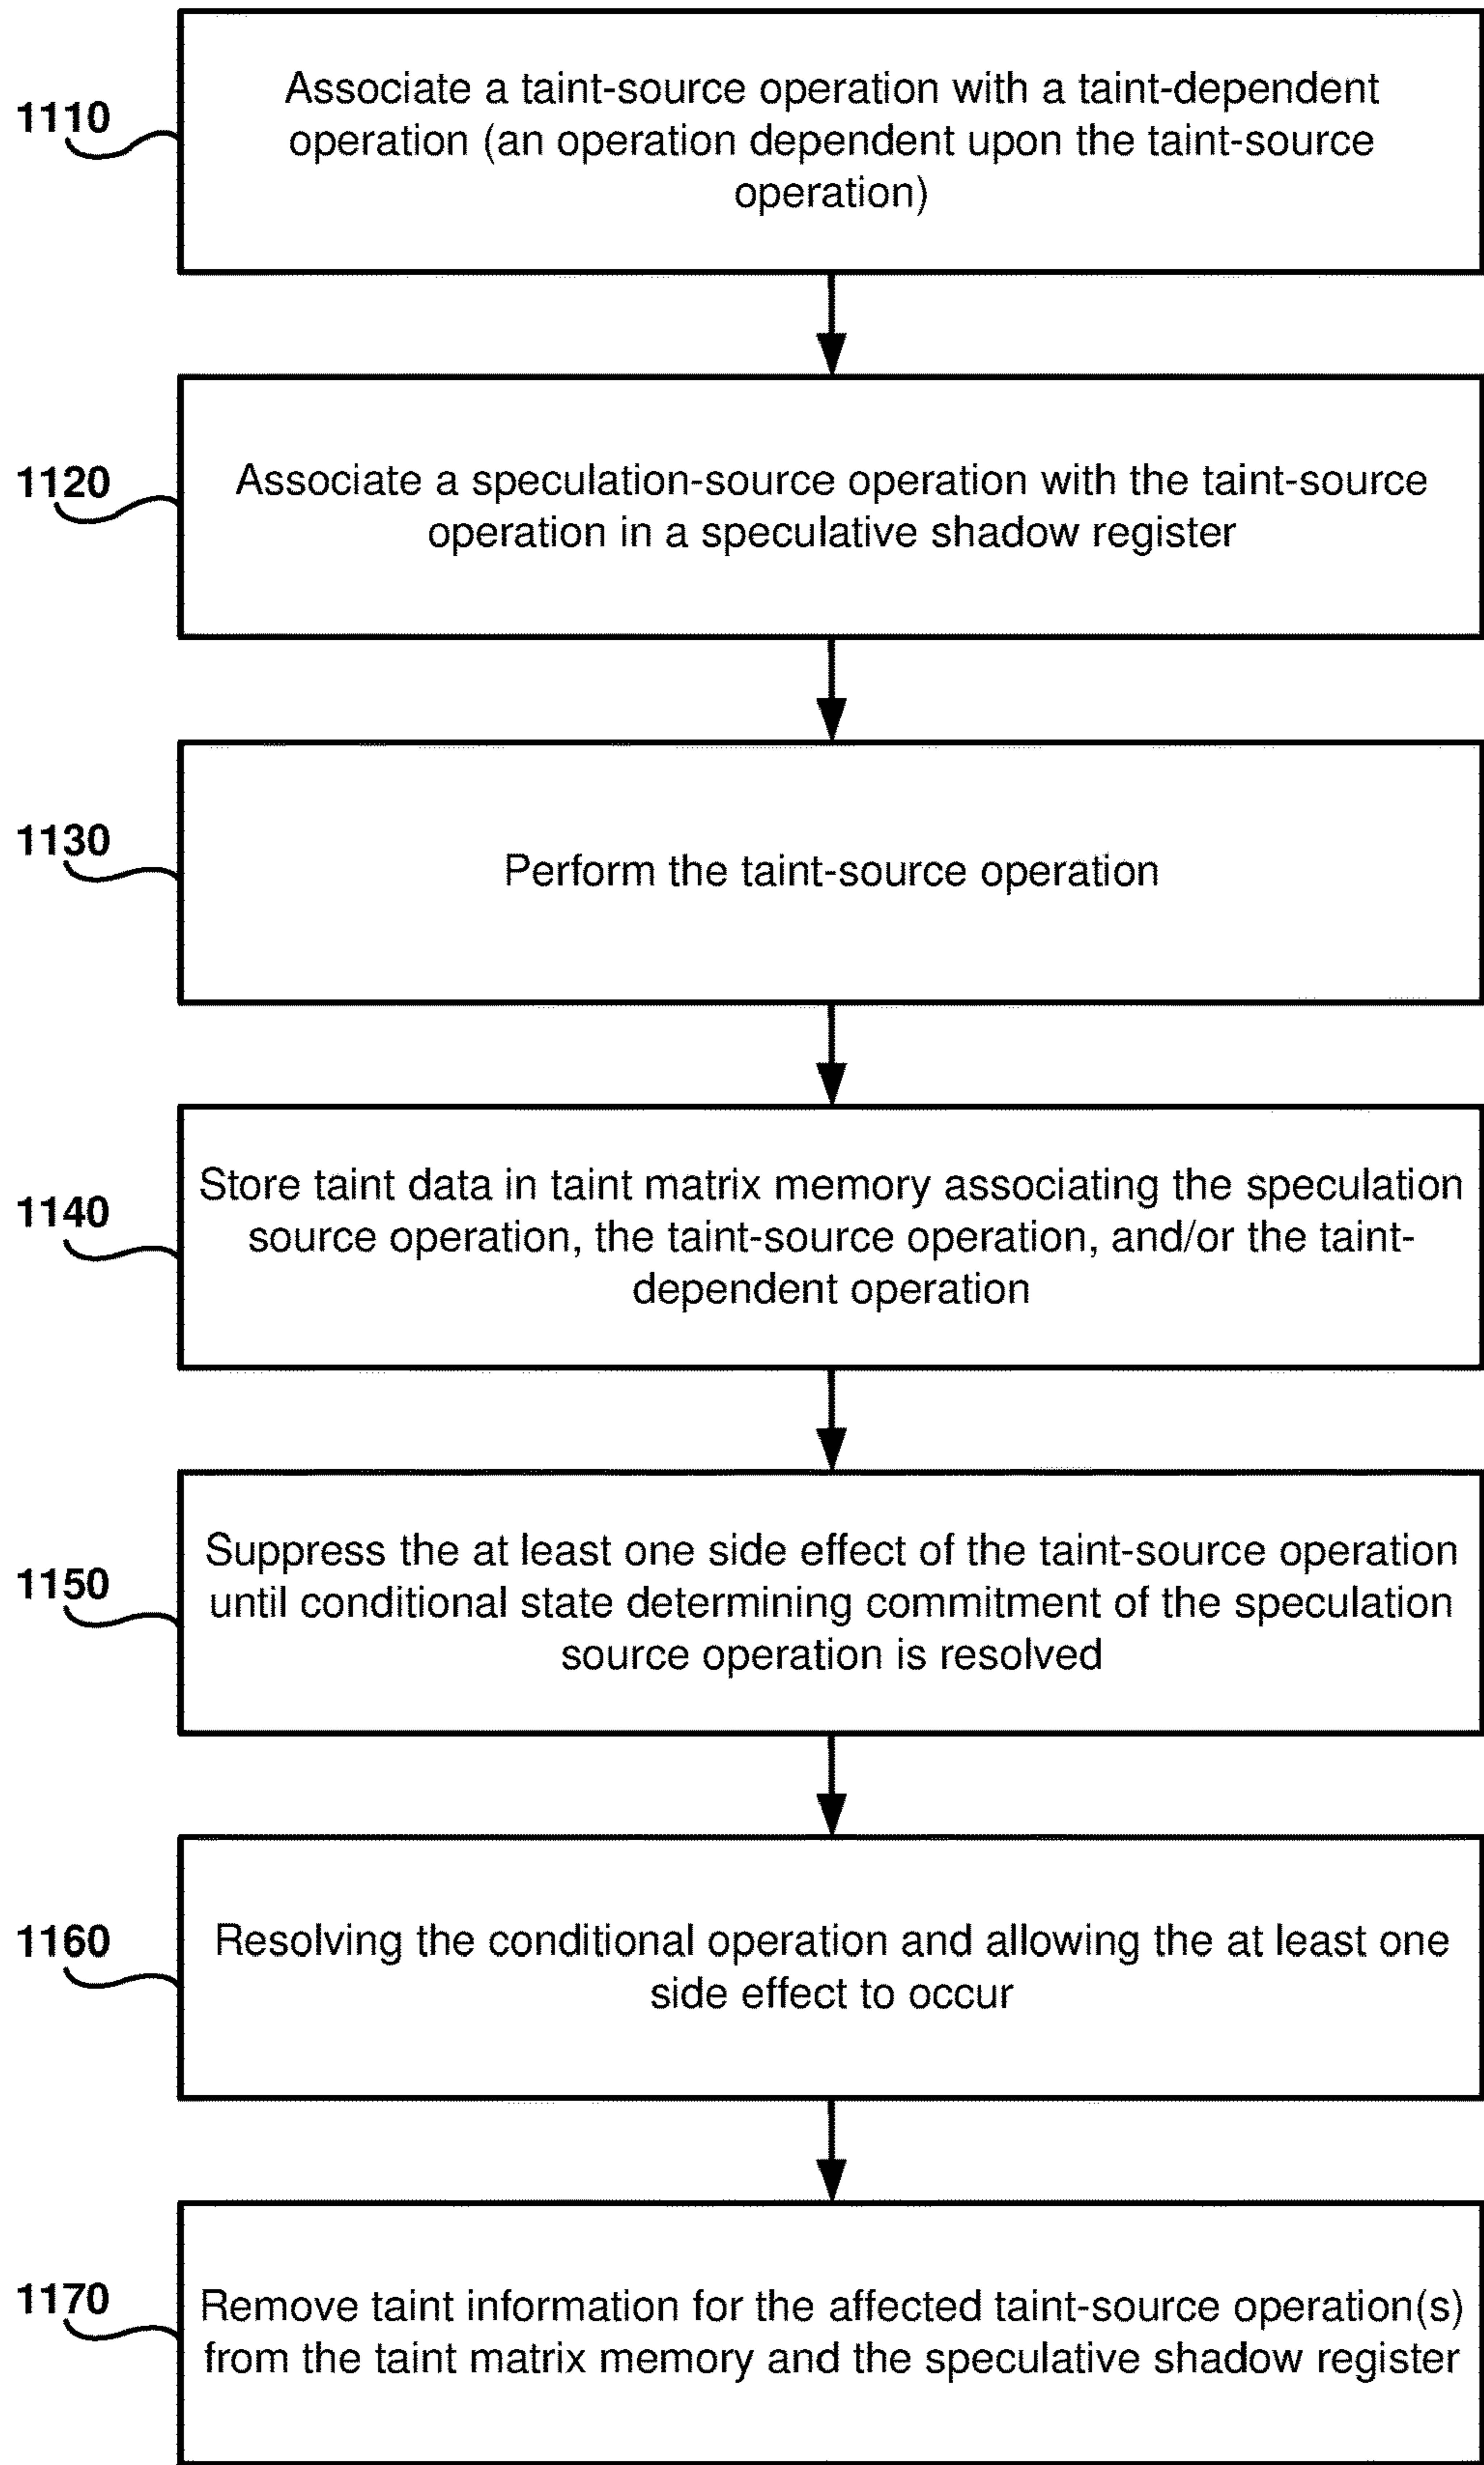 1110
Associate a taint-source operation with a taint-dependent
operation (an operation dependent upon the taint-source
operation)
1120
Associate a speculation-source operation with the taint-source
operation in a speculative shadow register
1130
Perform the taint-source operation
1140
Store taint data in taint matrix memory associating the speculation
source operation, the taint-source operation, and/or the taint-
dependent operation
1150
Suppress the at least one side effect of the taint-source operation
until conditional state determining commitment of the speculation
source operation is resolved
1160
Resolving the conditional operation and allowing the at least one
side effect to occur
1170
Remove taint information for the affected taint-source operation(s)
from the taint matrix memory and the speculative shadow register